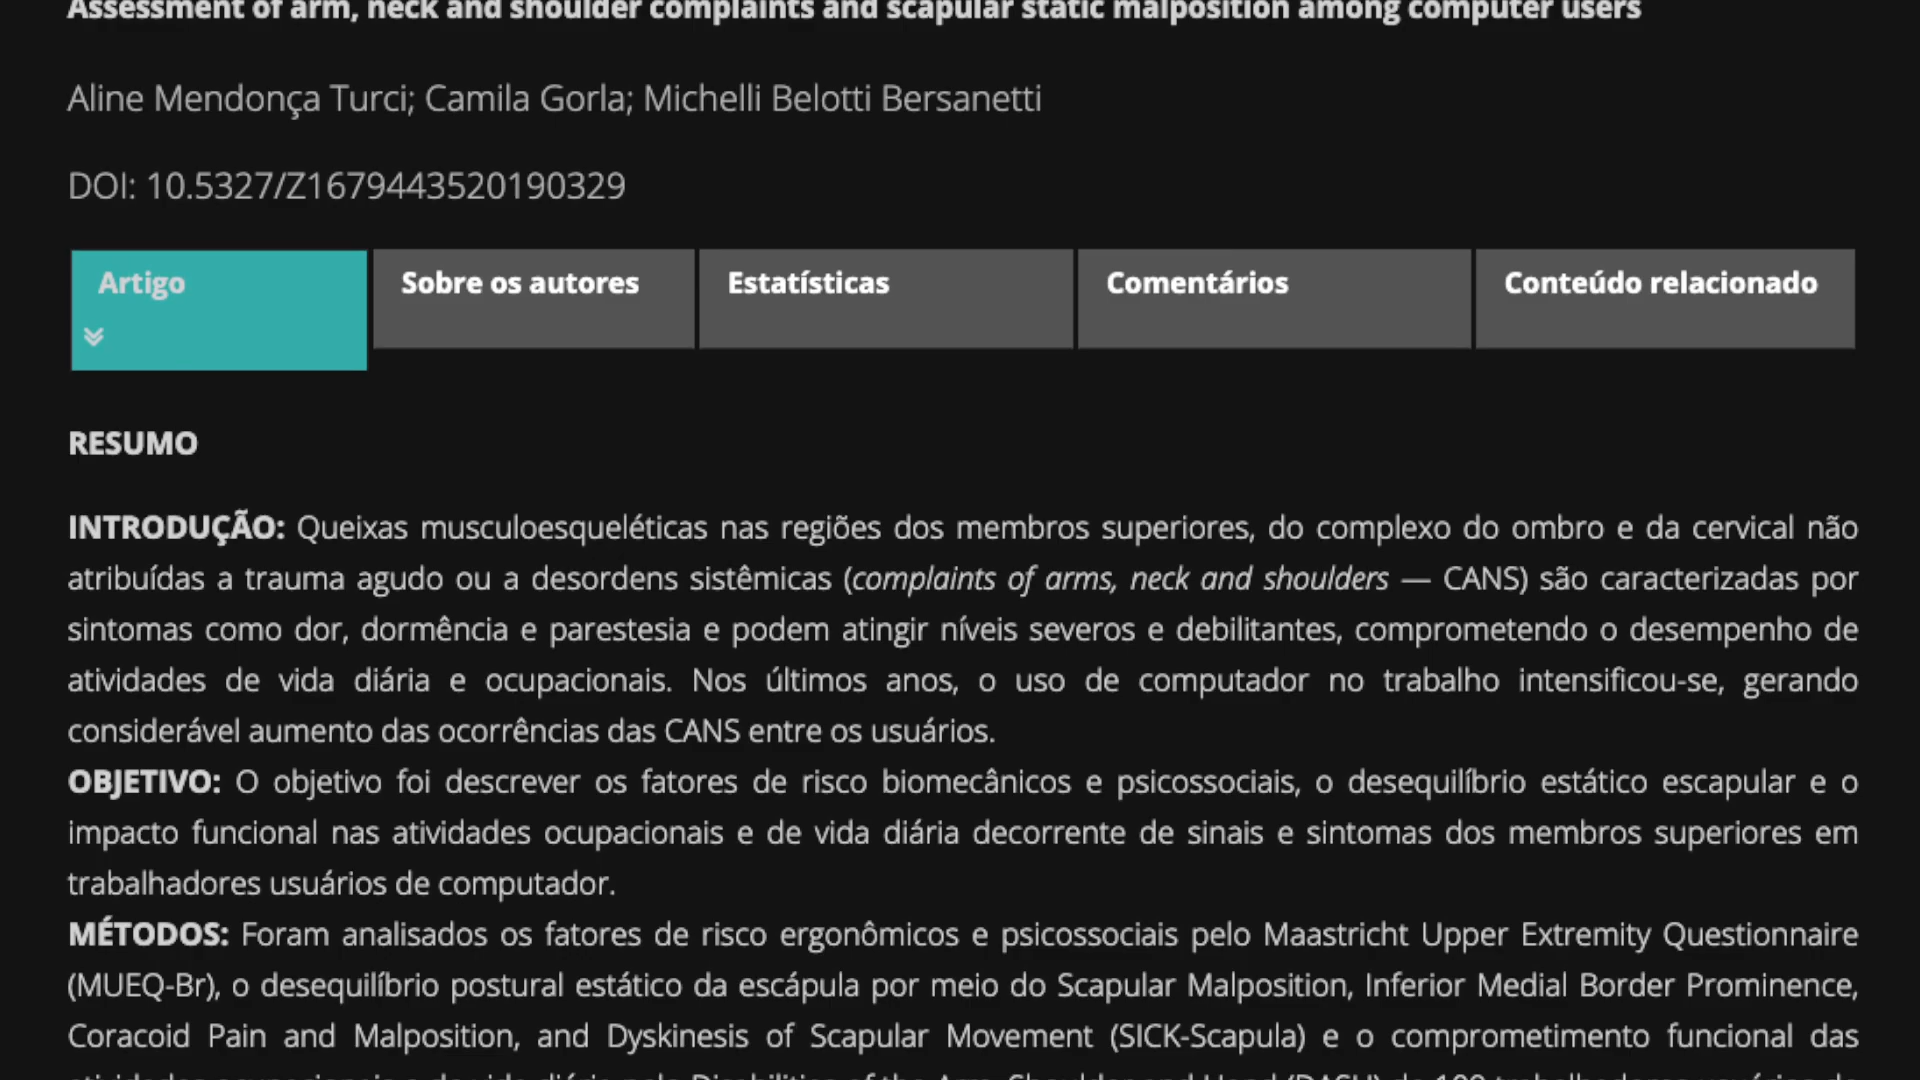 Assessment of arm, neck and shoulder complaints and scapular static malposition among computer users
Aline Mendonça Turci; Camila Gorla; Michelli Belotti Bersanetti
DOI: 10.5327/Z1679443520190329
Artigo
Sobre os autores
Estatísticas
Comentários
Conteúdo relacionado
RESUMO
INTRODUÇÃO: Queixas musculoesqueléticas nas regiões dos membros superiores, do complexo do ombro e da cervical não
atribuídas a trauma agudo ou a desordens sistêmicas (complaints of arms, neck and shoulders — CANS) são caracterizadas por
sintomas como dor, dormência e parestesia e podem atingir níveis severos e debilitantes, comprometendo o desempenho de
atividades de vida diária e ocupacionais. Nos últimos anos, o uso de computador no trabalho intensificou-se, gerando
considerável aumento das ocorrências das CANS entre os usuários.
OBJETIVO: O objetivo foi descrever os fatores de risco biomecânicos e psicossociais, o desequilíbrio estático escapular e o
impacto funcional nas atividades ocupacionais e de vida diária decorrente de sinais e sintomas dos membros superiores em
trabalhadores usuários de computador.
MÉTODOS: Foram analisados os fatores de risco ergonômicos e psicossociais pelo Maastricht Upper Extremity Questionnaire
(MUEQ-Br), o desequilíbrio postural estático da escápula por meio do Scapular Malposition, Inferior Medial Border Prominence,
Coracoid Pain and Malposition, and Dyskinesis of Scapular Movement (SICK-Scapula) e o comprometimento funcional das